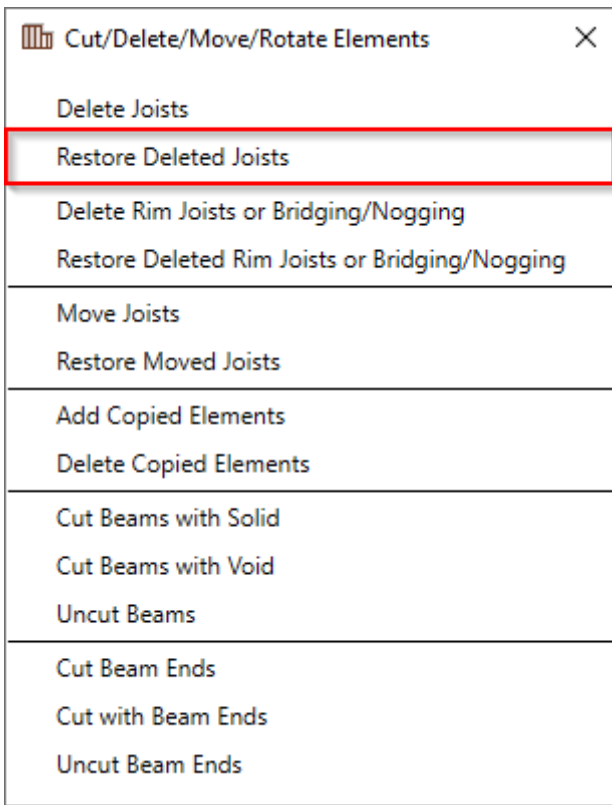 Cut/Delete/Move/Rotate Elements
Delete Joists
Restore Deleted Joists
Delete Rim Joists or Bridging/Nogging
Restore Deleted Rim Joists or Bridging/Nogging
Move Joists
Restore Moved Joists
Add Copied Elements
Delete Copied Elements
Cut Beams with Solid
Cut Beams with Void
Uncut Beams
Cut Beam Ends
Cut with Beam Ends
Uncut Beam Ends